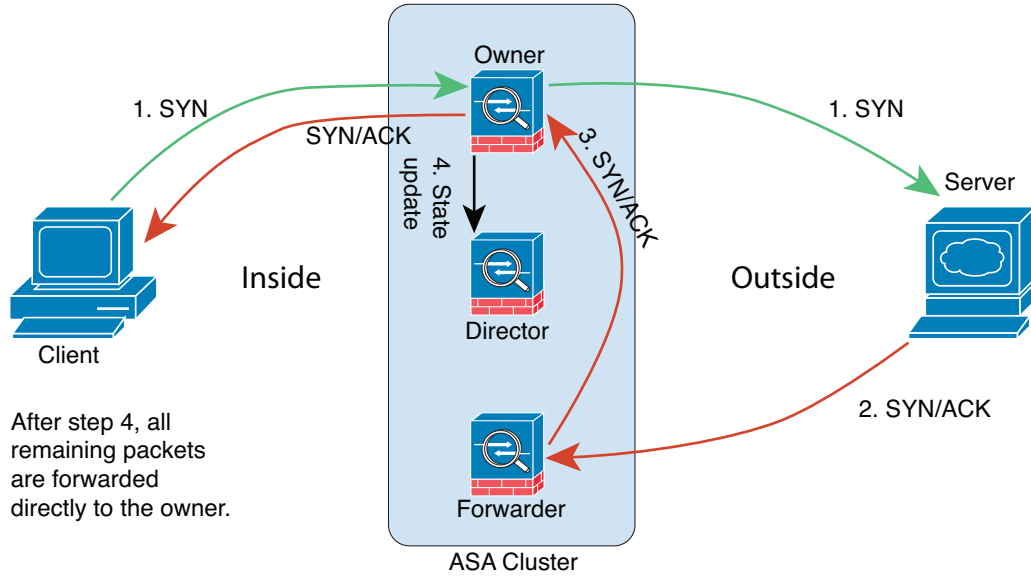 Owner
1. SYN
1. SYN
SYN/ACK
3. SYN/ACK
4. State
update
Server
Inside
Outside
Director
Client
2. SYN/ACK
After step 4, all
remaining packets
are forwarded
directly to the owner.
Forwarder
ASA Cluster